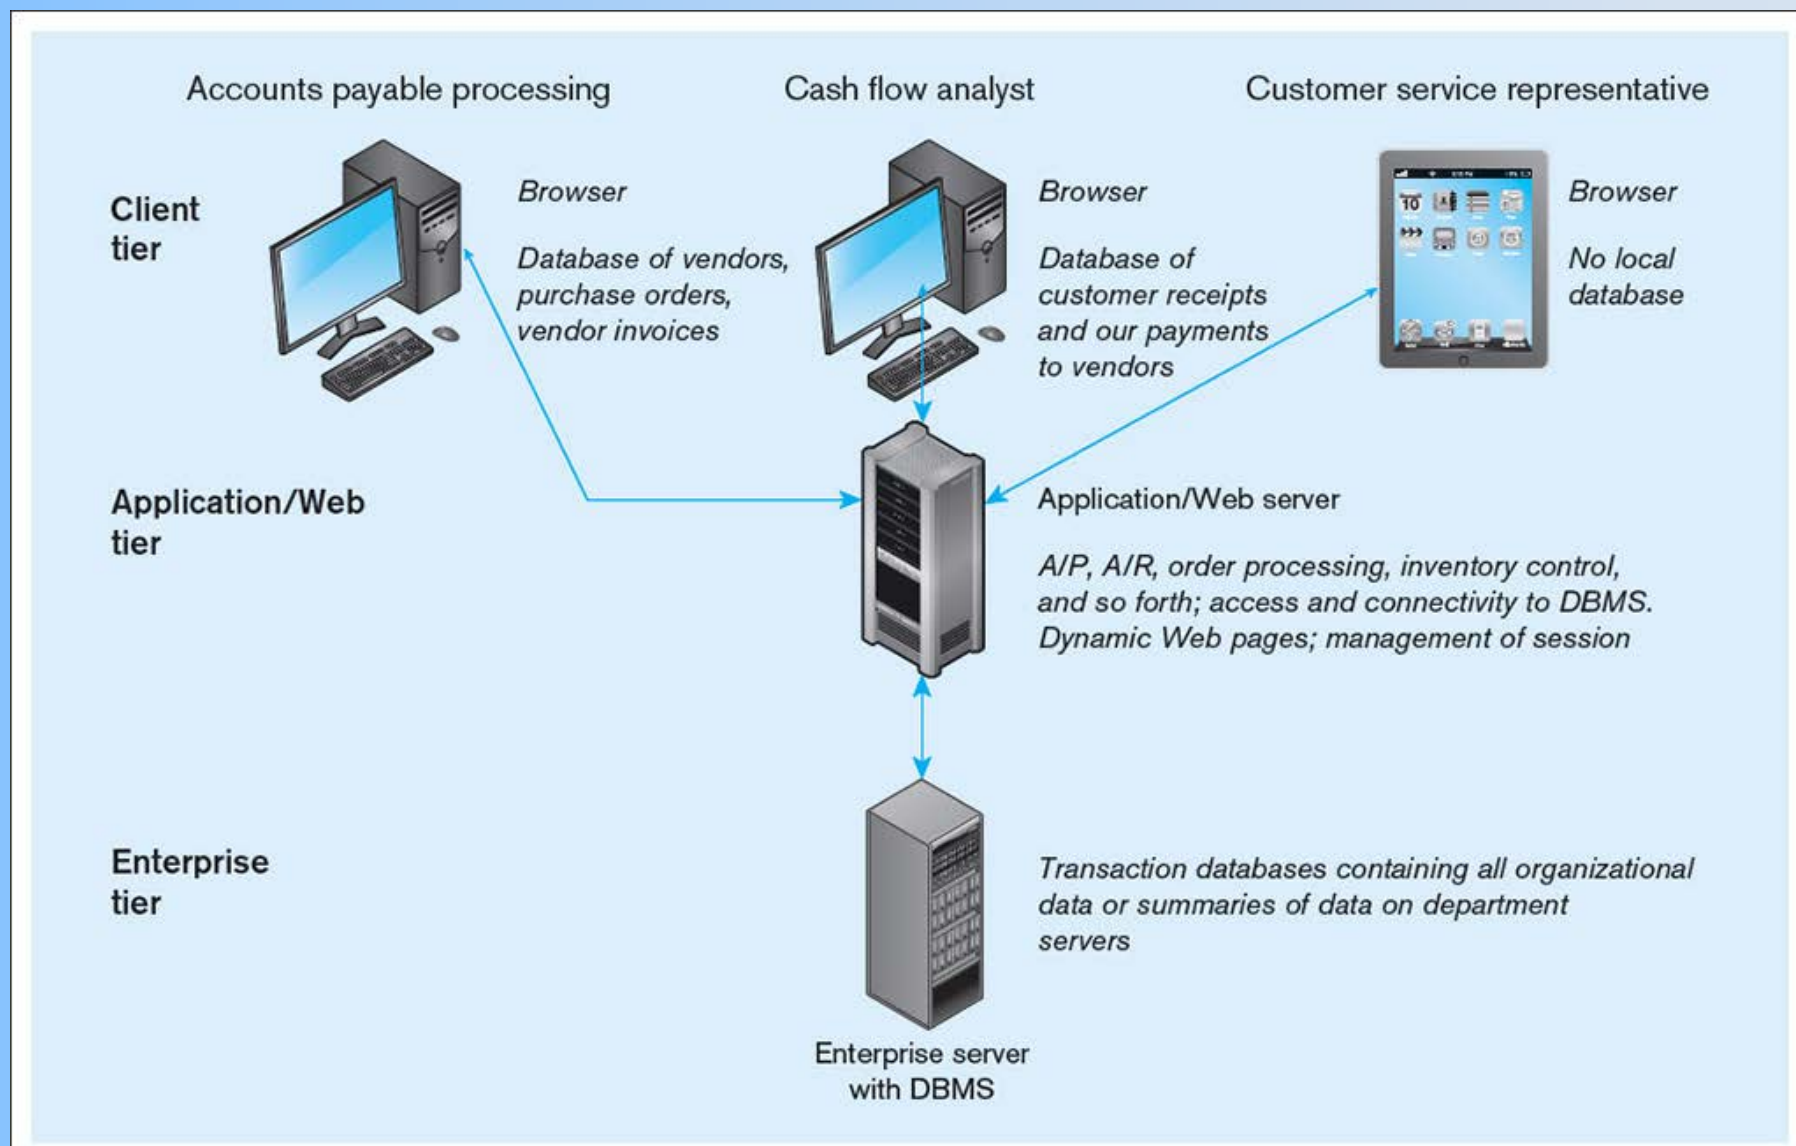 Accounts payable processing
Cash flow analyst
Customer service representative
Client
tier
Browser
Database of vendors,
purchase orders,
vendor invoices
Browser
Database of
customer receipts
and our payments
to vendors
10
Browser
No local
database
Application/Web
tier
Application/Web server
A/P, A/R, order processing, inventory control,
and so forth; access and connectivity to DBMS.
Dynamic Web pages; management of session
Enterprise
tier
Transaction databases containing all organizational
data or summaries of data on department
servers
Enterprise server
with DBMS